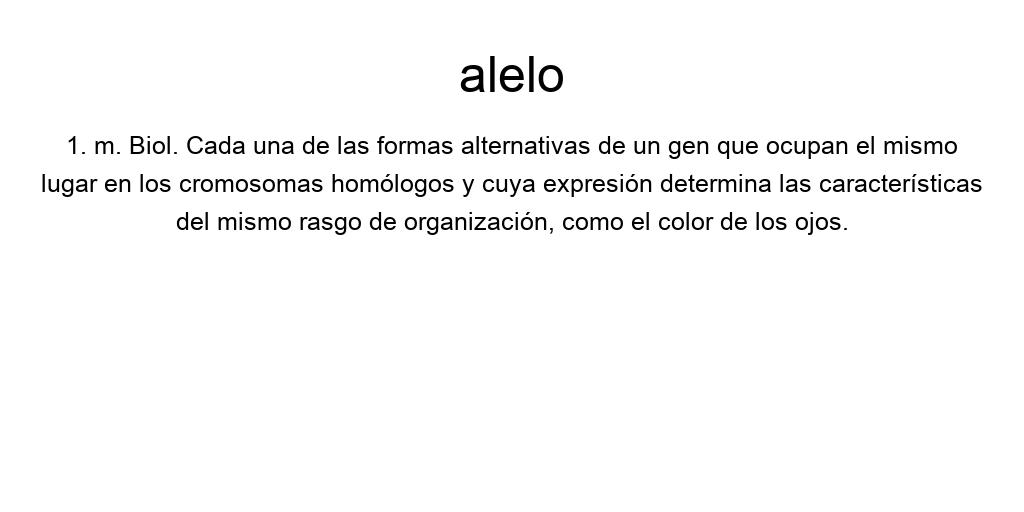 alelo
1. m. Biol. Cada una de las formas alternativas de un gen que ocupan el mismo
lugar en los cromosomas homólogos y cuya expresión determina las características
del mismo rasgo de organización, como el color de los ojos.